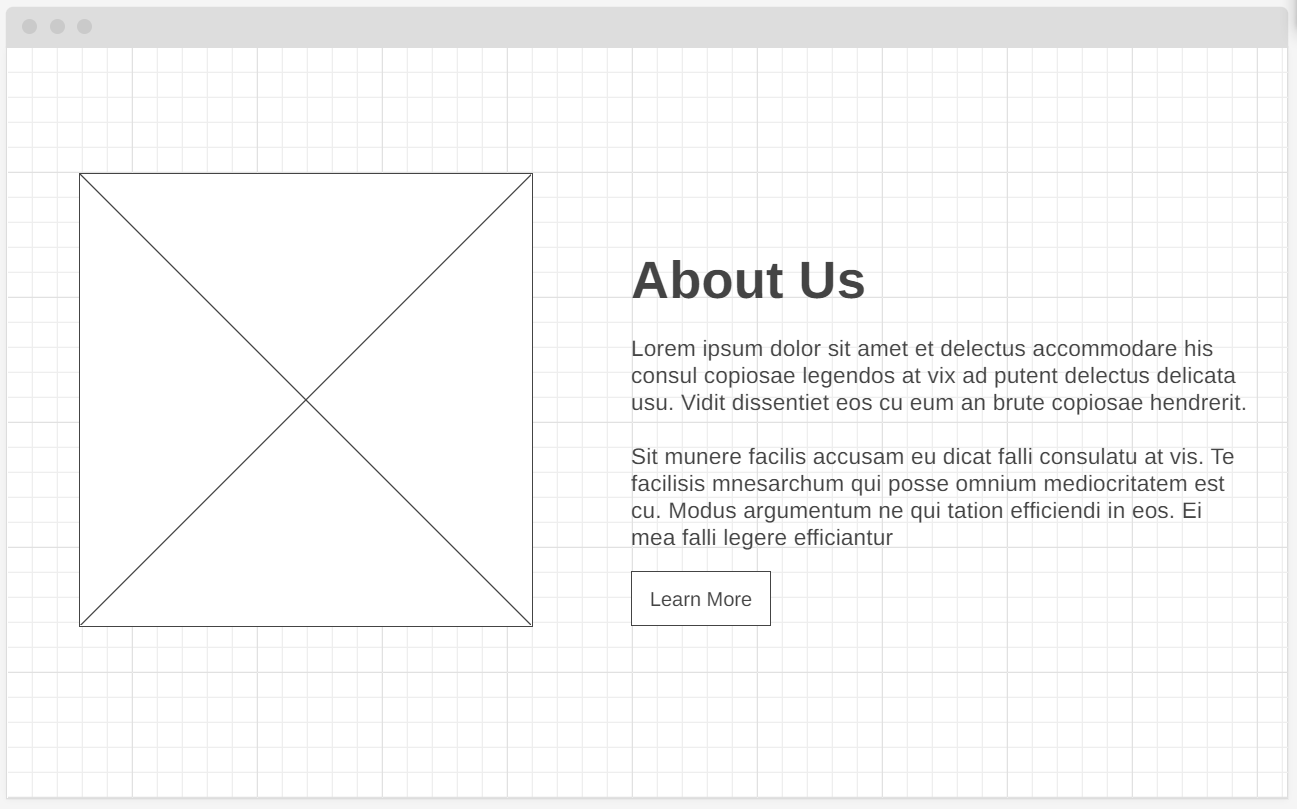 About Us
Lorem ipsum dolor sit amet et delectus accommodare his
consul copiosae legendos at vix ad putent delectus delicata
usu. Vidit dissentiet eos cu eum an brute copiosae hendrerit.
Sit munere facilis accusam eu dicat falli consulatu at vis. Te
facilisis mnesarchum qui posse omnium mediocritatem est
cu. Modus argumentum ne qui tation efficiendi in eos. Ei
mea falli legere efficiantur
Learn More